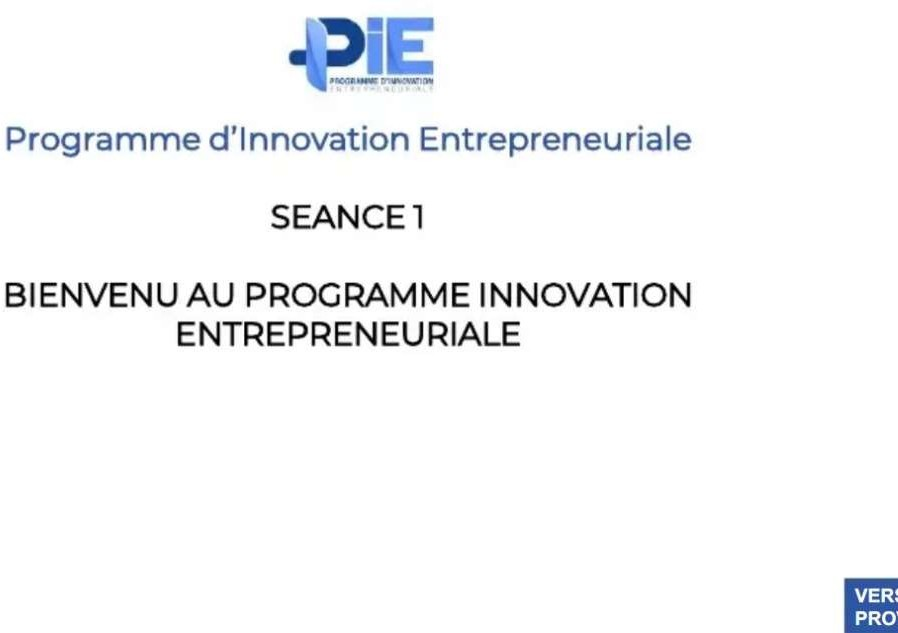 PiE
PROGRAMME D'INNOVATION
ENTREPRENEURIALE
Programme d'Innovation Entrepreneuriale
SEANCE 1
BIENVENU AU PROGRAMME INNOVATION
ENTREPRENEURIALE